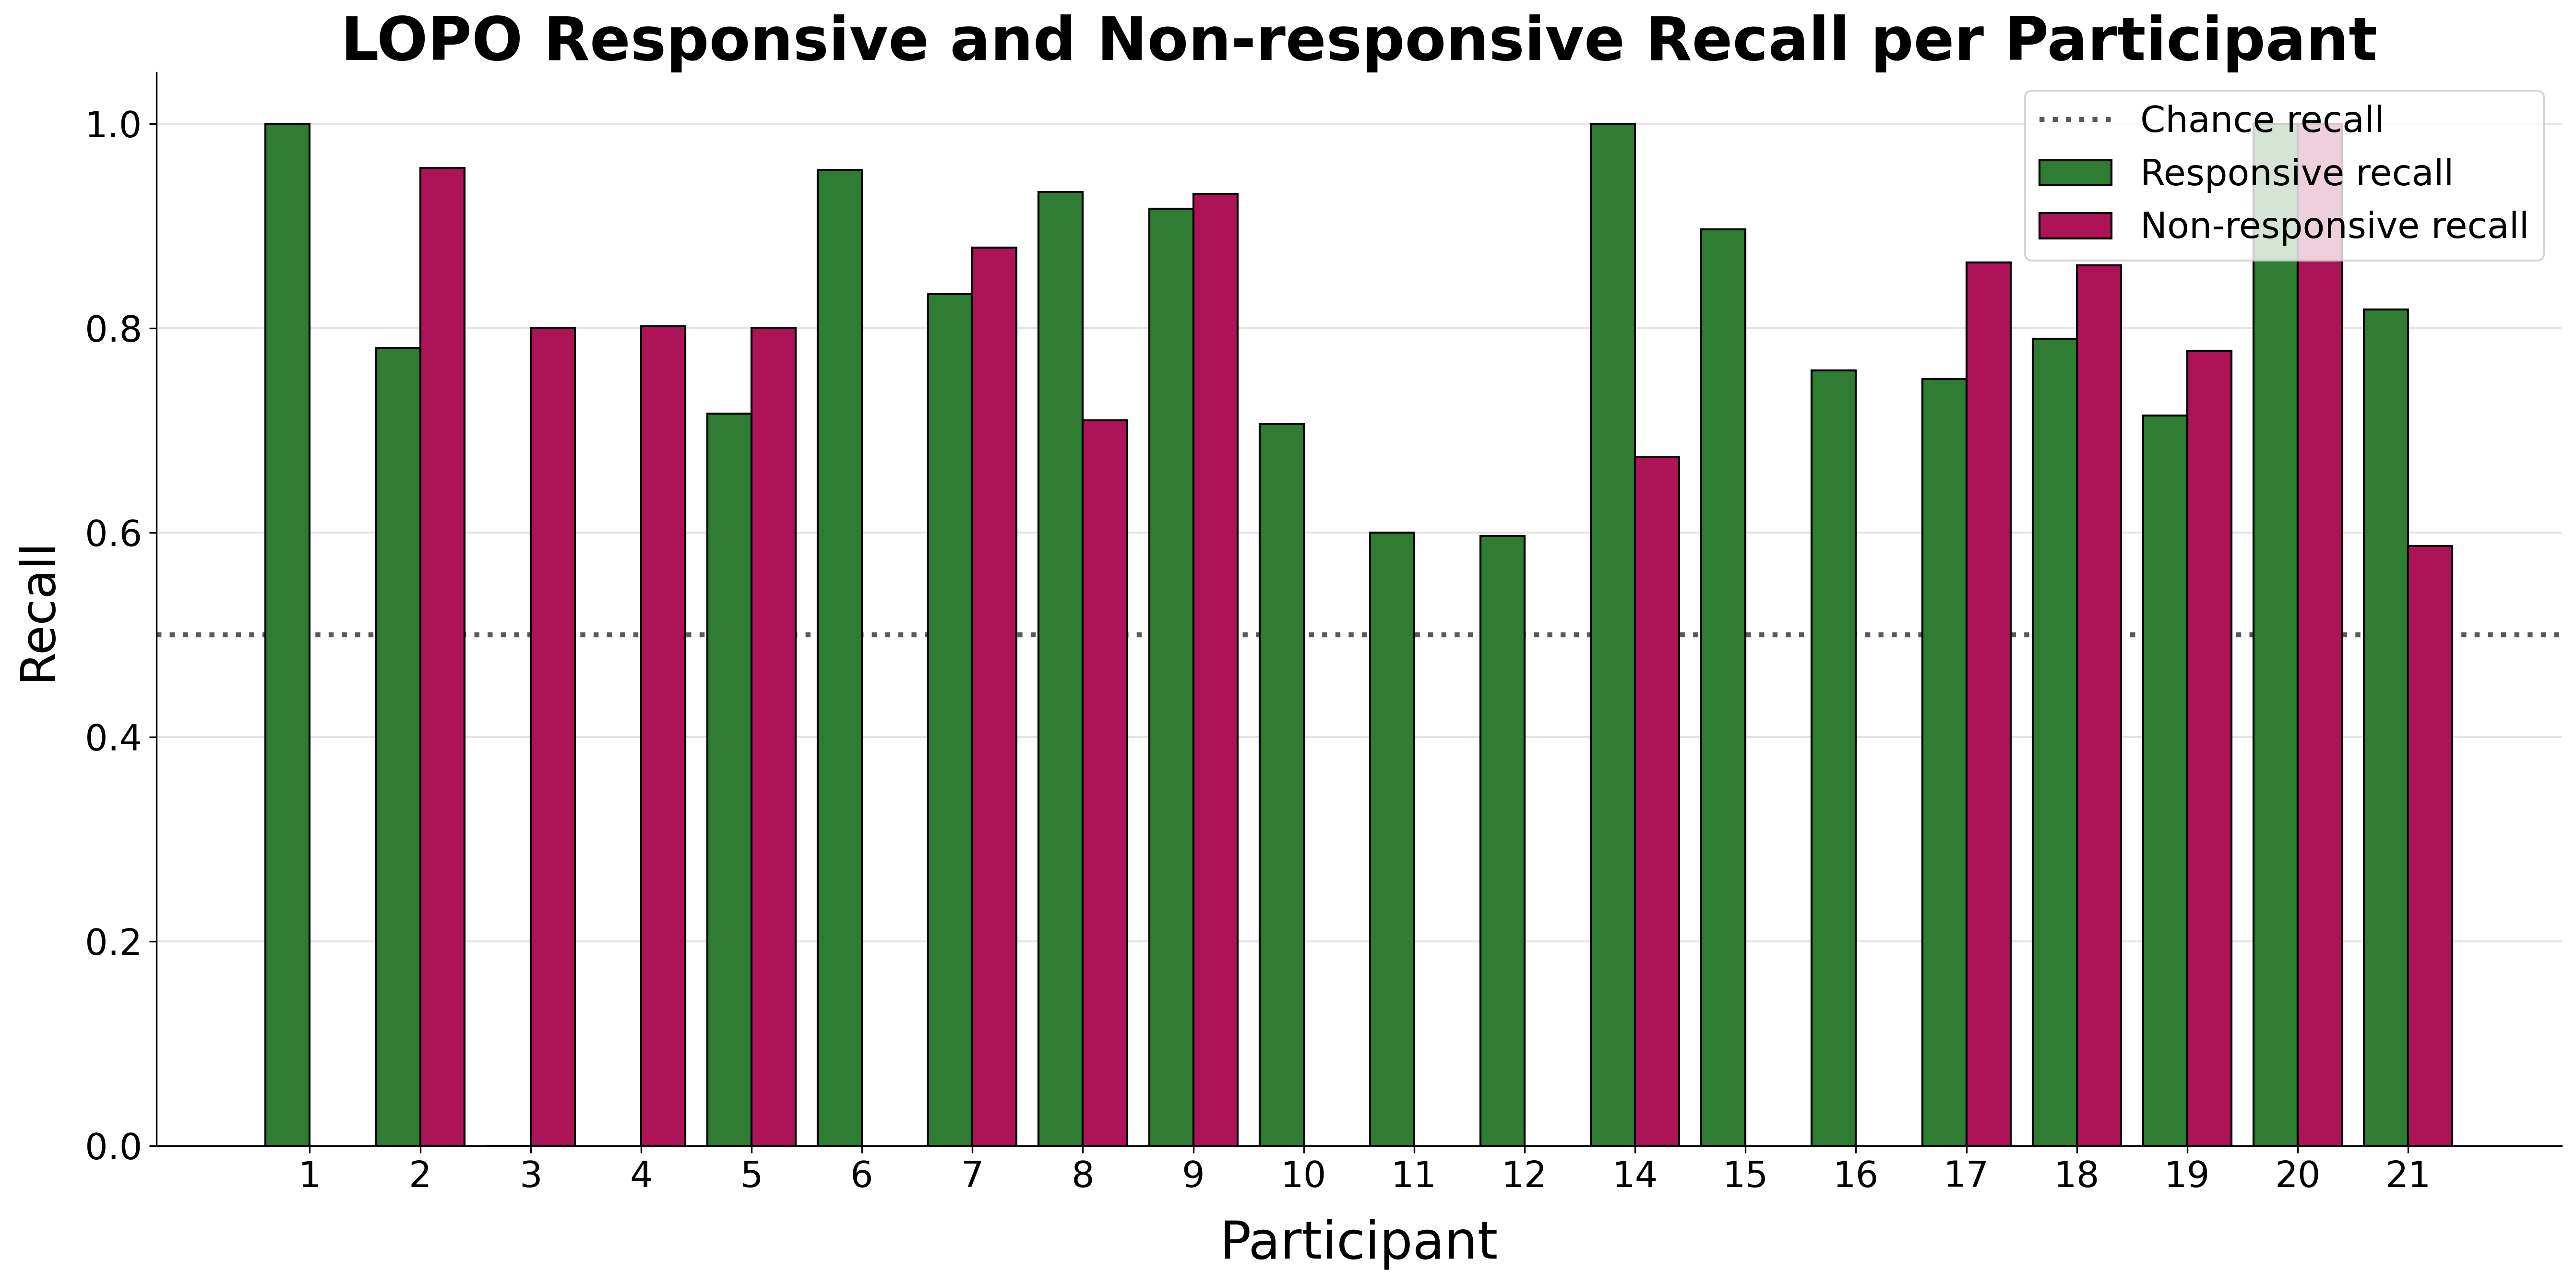 LOPO Responsive and Non-responsive Recall per Participant
Chance recall
Responsive recall
Non-responsive recall
1.0
0.8
0.6
0.4
0.2
0.0
Recall
1 2 3 4 5 6 7 8 9 10 11 12 14 15 16 17 18 19 20 21
Participant